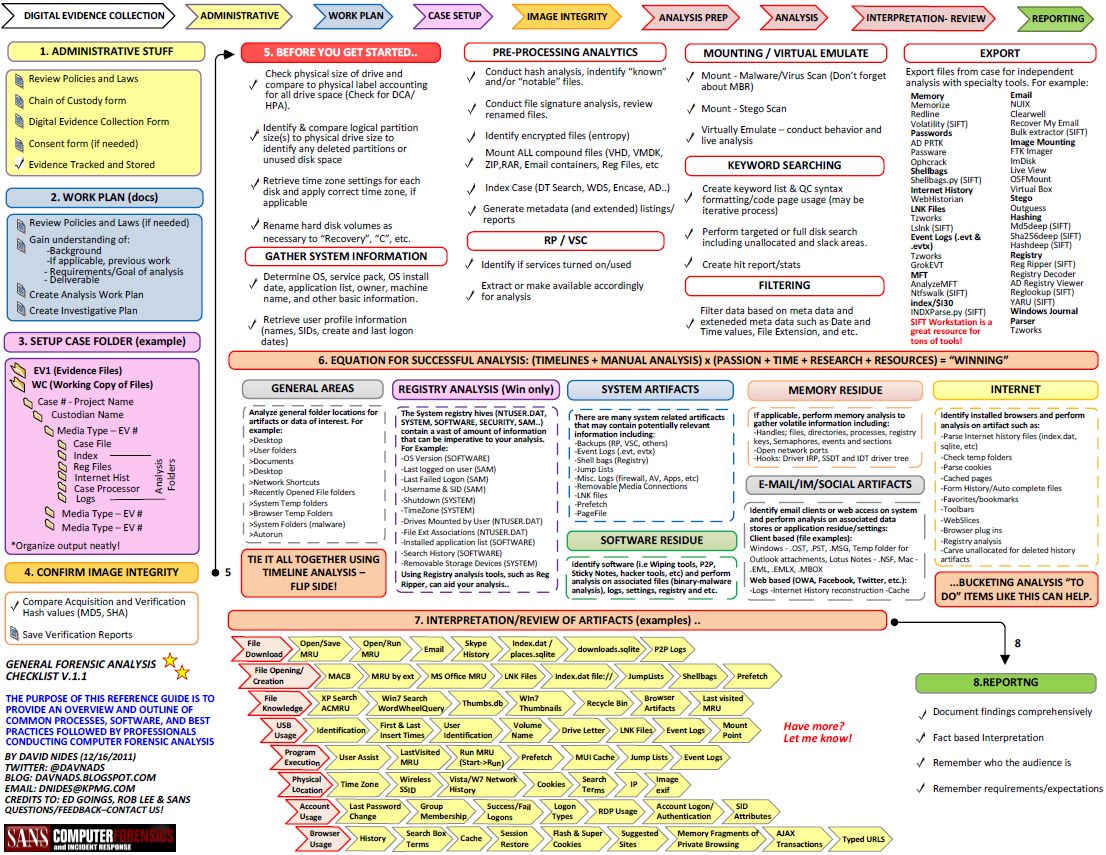 DIGITAL EVIDENCE COLLECTION
ADMINISTRATIVE
WORK PLAN
CASE SETUP
IMAGE INTEGRITY
ANALYSIS PREP
ANALYSIS
INTERPRETATION- REVIEW
REPORTING
1. ADMINISTRATIVE STUFF
Review Policies and Laws
Chain of Custody form
Digital Evidence Collection Form
Consent form (if needed)
Evidence Tracked and Stored
2. WORK PLAN (docs)
Review Policies and Laws (if needed)
Gain understanding of:
-Background
-If applicable, previous work
- Requirements/Goal of analysis
- Deliverable
Create Analysis Work Plan
Create Investigative Plan
3. SETUP CASE FOLDER (example)
EV1 (Evidence Files)
WC (Working Copy of Files)
Case # - Project Name
Custodian Name
Media Type – EV #
Case File
Index
Reg Files
Internet Hist
Case Processor
Logs
Analysis
Folders
Media Type – EV #
Media Type – EV #
*Organize output neatly!
4. CONFIRM IMAGE INTEGRITY
5
Compare Acquisition and Verification
Hash values (MD5, SHA)
Save Verification Reports
GENERAL FORENSIC ANALYSIS
CHECKLIST V.1.1
THE PURPOSE OF THIS REFERENCE GUIDE IS TO
PROVIDE AN OVERVIEW AND OUTLINE OF
COMMON PROCESSES, SOFTWARE, AND BEST
PRACTICES FOLLOWED BY PROFESSIONALS
CONDUCTING COMPUTER FORENSIC ANALYSIS
BY DAVID NIDES (12/16/2011)
TWITTER: @DAVNADS
BLOG: DAVNADS.BLOGSPOT.COM
EMAIL: DNIDES@KPMG.COM
CREDITS TO: ED GOINGS, ROB LEE & SANS
QUESTIONS/FEEDBACK–CONTACT US!
SANS COMPUTER FORENSICS
and INCIDENT RESPONSE
5. BEFORE YOU GET STARTED..
Check physical size of drive and
compare to physical label accounting
for all drive space (Check for DCA/
HPA).
Identify & compare logical partition
size(s) to physical drive size to
identify any deleted partitions or
unused disk space
Retrieve time zone settings for each
disk and apply correct time zone, if
applicable
Rename hard disk volumes as
necessary to “Recovery”, “C”, etc.
GATHER SYSTEM INFORMATION
Determine OS, service pack, OS install
date, application list, owner, machine
name, and other basic information.
Retrieve user profile information
(names, SIDs, create and last logon
dates)
PRE-PROCESSING ANALYTICS
Conduct hash analysis, indentify “known”
and/or “notable” files.
Conduct file signature analysis, review
renamed files.
Identify encrypted files (entropy)
Mount ALL compound files (VHD, VMDK,
ZIP,RAR, Email containers, Reg Files, etc
Index Case (DT Search, WDS, Encase, AD..)
Generate metadata (and extended) listings/
reports
RP / VSC
Identify if services turned on/used
Extract or make available accordingly
for analysis
MOUNTING / VIRTUAL EMULATE
Mount - Malware/Virus Scan (Don’t forget
about MBR)
Mount - Stego Scan
Virtually Emulate – conduct behavior and
live analysis
KEYWORD SEARCHING
Create keyword list & QC syntax
formatting/code page usage (may be
iterative process)
Perform targeted or full disk search
including unallocated and slack areas.
Create hit report/stats
FILTERING
Filter data based on meta data and
exteneded meta data such as Date and
Time values, File Extension, and etc.
EXPORT
Export files from case for independent
analysis with specialty tools. For example:
Memory
Memorize
Redline
Volatility (SIFT)
Passwords
AD PRTK
Passware
Ophcrack
Shellbags
Shellbags.py (SIFT)
Internet History
WebHistorian
LNK Files
Tzworks
Lslnk (SIFT)
Event Logs (.evt &
.evtx)
Tzworks
GrokEVT
MFT
AnalyzeMFT
Ntfswalk (SIFT)
index/$I30
INDXParse.py (SIFT)
SIFT Workstation is a
great resource for
tons of tools!
Email
NUIX
Clearwell
Recover My Email
Bulk extractor (SIFT)
Image Mounting
FTK Imager
ImDisk
Live View
OSFMount
Virtual Box
Stego
Outguess
Hashing
Md5deep (SIFT)
Sha256deep (SIFT)
Hashdeep (SIFT)
Registry
Reg Ripper (SIFT)
Registry Decoder
AD Registry Viewer
Reglookup (SIFT)
YARU (SIFT)
Windows Journal
Parser
Tzworks
6. EQUATION FOR SUCCESSFUL ANALYSIS: (TIMELINES + MANUAL ANALYSIS) x (PASSION + TIME + RESEARCH + RESOURCES) = “WINNING”
GENERAL AREAS
Analyze general folder locations for
artifacts or data of interest. For
example:
>Desktop
>User folders
>Documents
>Desktop
>Network Shortcuts
>Recently Opened File folders
>System Temp folders
>Browser Temp Folders
>System Folders (malware)
>Autorun
TIE IT ALL TOGETHER USING
TIMELINE ANALYSIS –
FLIP SIDE!
REGISTRY ANALYSIS (Win only)
The System registry hives (NTUSER.DAT,
SYSTEM, SOFTWARE, SECURITY, SAM..)
contain a vast of amount of information
that can be imperative to your analysis.
For Example:
-OS Version (SOFTWARE)
-Last logged on user (SAM)
-Last Failed Logon (SAM)
-Username & SID (SAM)
-Shutdown (SYSTEM)
-TimeZone (SYSTEM)
-Drives Mounted by User (NTUSER.DAT)
-File Ext Associations (NTUSER.DAT)
-Installed application list (SOFTWARE)
-Search History (SOFTWARE)
-Removable Storage Devices (SYSTEM)
Using Registry analysis tools, such as Reg
Ripper, can aid your analysis..
SYSTEM ARTIFACTS
There are many system related artifacts
that may contain potentially relevant
information including:
-Backups (RP, VSC, others)
-Event Logs (.evt, evtx)
-Shell bags (Registry)
-Jump Lists
-Misc. Logs (firewall, AV, Apps, etc)
-Removable Media Connections
-LNK files
-Prefetch
-PageFile
SOFTWARE RESIDUE
Identify software (i.e Wiping tools, P2P,
Sticky Notes, hacker tools, etc) and perform
analysis on associated files (binary-malware
analysis), logs, settings, registry and etc.
MEMORY RESIDUE
If applicable, perform memory analysis to
gather volatile information including:
-Handles; files, directories, processes, registry
keys, Semaphores, events and sections
-Open network ports
-Hooks: Driver IRP, SSDT and IDT driver tree
E-MAIL/IM/SOCIAL ARTIFACTS
Identify email clients or web access on system
and perform analysis on associated data
stores or application residue/settings:
Client based (file examples):
Windows - .OST, .PST, .MSG, Temp folder for
Outlook attachments, Lotus Notes - .NSF, Mac -
.EML, .EMLX, .MBOX
Web based (OWA, Facebook, Twitter, etc.):
-Logs -Internet History reconstruction -Cache
INTERNET
Identify installed browsers and perform
analysis on artifact such as:
-Parse Internet history files (index.dat,
sqlite, etc)
-Check temp folders
-Parse cookies
-Cached pages
-Form History/Auto complete files
-Favorites/bookmarks
-Toolbars
-WebSlices
-Browser plug ins
-Registry analysis
-Carve unallocated for deleted history
artifacts
...BUCKETING ANALYSIS “TO
DO” ITEMS LIKE THIS CAN HELP.
7. INTERPRETATION/REVIEW OF ARTIFACTS (examples) ..
8
File
Download
Open/Save
MRU
Open/Run
MRU
Email
Skype
History
Index.dat /
places.sqlite
downloads.sqlite
P2P Logs
File Opening/
Creation
MACB
MRU by ext
MS Office MRU
LNK Files
Index.dat file://
JumpLists
Shellbags
Prefetch
File
Knowledge
XP Search
ACMRU
Win7 Search
WordWheelQuery
Thumbs.db
WIn7
Thumbnails
Recycle Bin
Browser
Artifacts
Last visited
MRU
USB
Usage
Identification
First & Last
Insert Times
User
Identification
Volume
Name
Drive Letter
LNK Files
Event Logs
Mount
Point
Program
Execution
User Assist
LastVisited
MRU
Run MRU
(Start->Run)
Prefetch
MUI Cache
Jump Lists
Event Logs
Physical
Location
Time Zone
Wireless
SSID
Vista/W7 Network
History
Cookies
Search
Terms
IP
Image
exif
Account
Usage
Last Password
Change
Group
Membership
Success/Fail
Logons
Logon
Types
RDP Usage
Account Logon/
Authentication
SID
Attributes
Browser
Usage
History
Search Box
Terms
Cache
Session
Restore
Flash & Super
Cookies
Suggested
Sites
Memory Fragments of
Private Browsing
AJAX
Transactions
Typed URLS
Have more?
Let me know!
8.REPORTNG
Document findings comprehensively
Fact based Interpretation
Remember who the audience is
Remember requirements/expectations